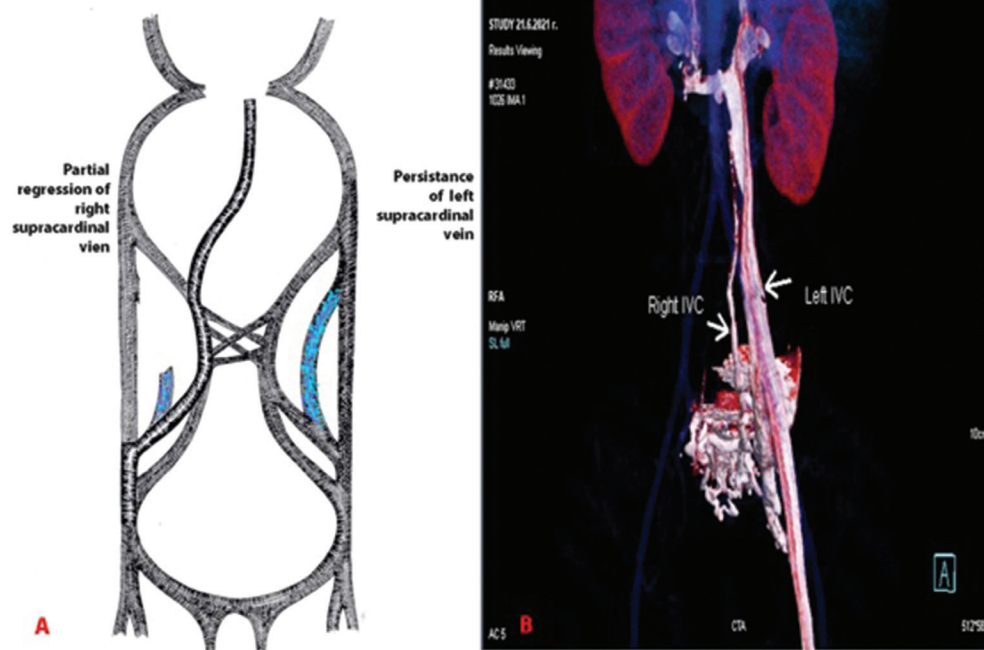 Partial
regression of
right
supracardinal
vien
Persistance
of left
supracardinal
vein
A
STUDY 21.6.2021 г.
Results Viewing
#31433
1026 IMA 1
RFA
Manip VRT
SL full
Right IVC
Left IVC
10cm
A
AC 5
B
CTA